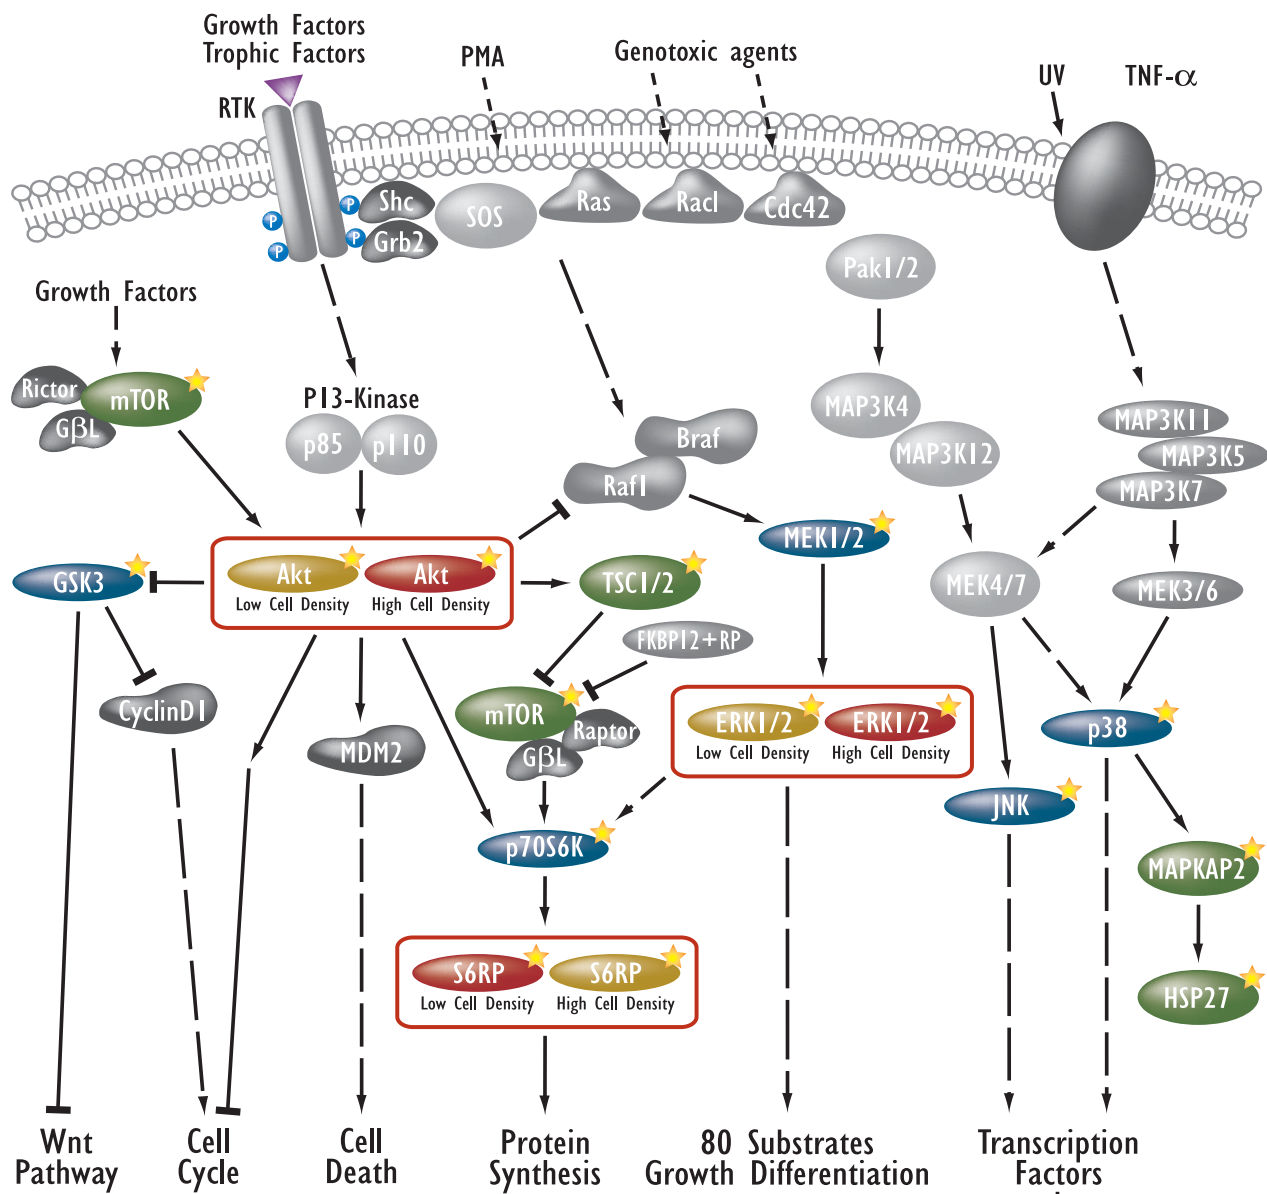 Growth Factors
Trophic Factors
PMA
Genotoxic agents
UV
TNF-α
RTK
P
P
P
P
Shc
Grb2
SOS
Ras
RacI
Cdc42
Pak1/2
Growth Factors
Rictor
mTOR
GβL
P13-Kinase
p85
p110
Braf
Raf1
MAP3K4
MAP3K12
MAP3K11
MAP3K5
MAP3K7
MEK1/2
GSK3
Akt
Low Cell Density
Akt
High Cell Density
TSC1/2
MEK4/7
MEK3/6
FKBP12+RP
CyclinD1
MDM2
mTOR
Raptor
GβL
ERK1/2
Low Cell Density
ERK1/2
High Cell Density
p38
JNK
p70S6K
MAPKAP2
S6RP
Low Cell Density
S6RP
High Cell Density
HSP27
Wnt
Pathway
Cell
Cycle
Cell
Death
Protein
Synthesis
80 Substrates
Growth Differentiation
Transcription
Factors